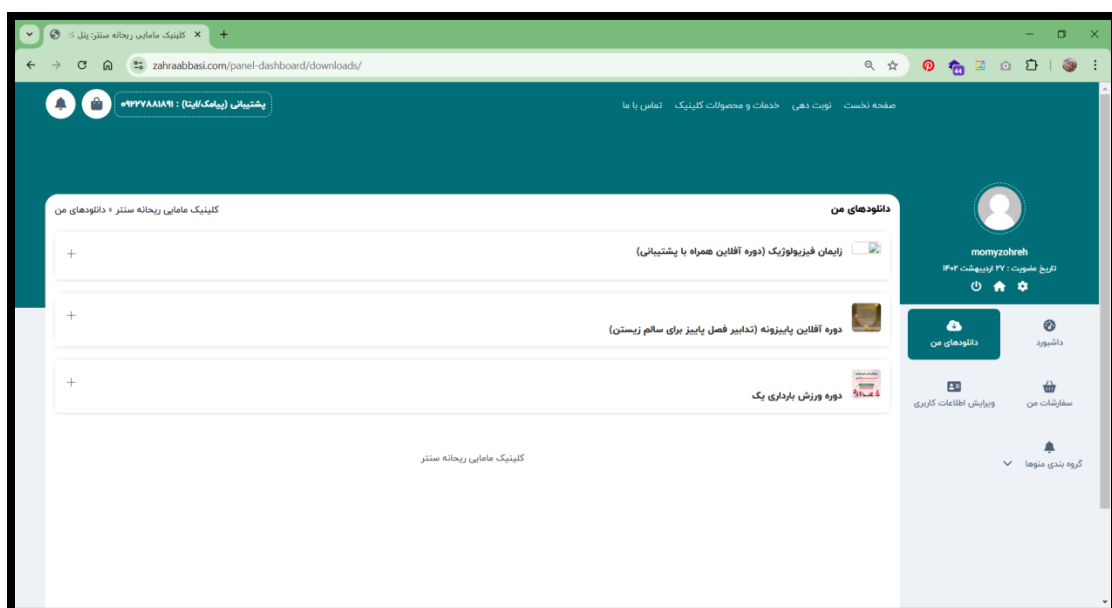 کلینیک مامایی ریحانه سنتر: پنل
zahraabbasi.com/panel-dashboard/downloads/
44
صفحه نخست نوبت دهی خدمات و محصولات کلینیک تماس با ما
پشتیبانی (پیامک/ایتا) : ۰۹۲۲۷۸۸۱۸۹۱
momyzohreh
تاریخ عضویت : ۲۷ اردیبهشت ۱۴۰۲
داشبورد
دانلودهای من
سفارشات من
ویرایش اطلاعات کاربری
گروه بندی منوها
دانلودهای من
کلینیک مامایی ریحانه سنتر » دانلودهای من
زایمان فیزیولوژیک (دوره آفلاین همراه با پشتیبانی)
دوره آفلاین پاییزونه (تدابیر فصل پاییز برای سالم زیستن)
دوره ورزش بارداری یک
کلینیک مامایی ریحانه سنتر